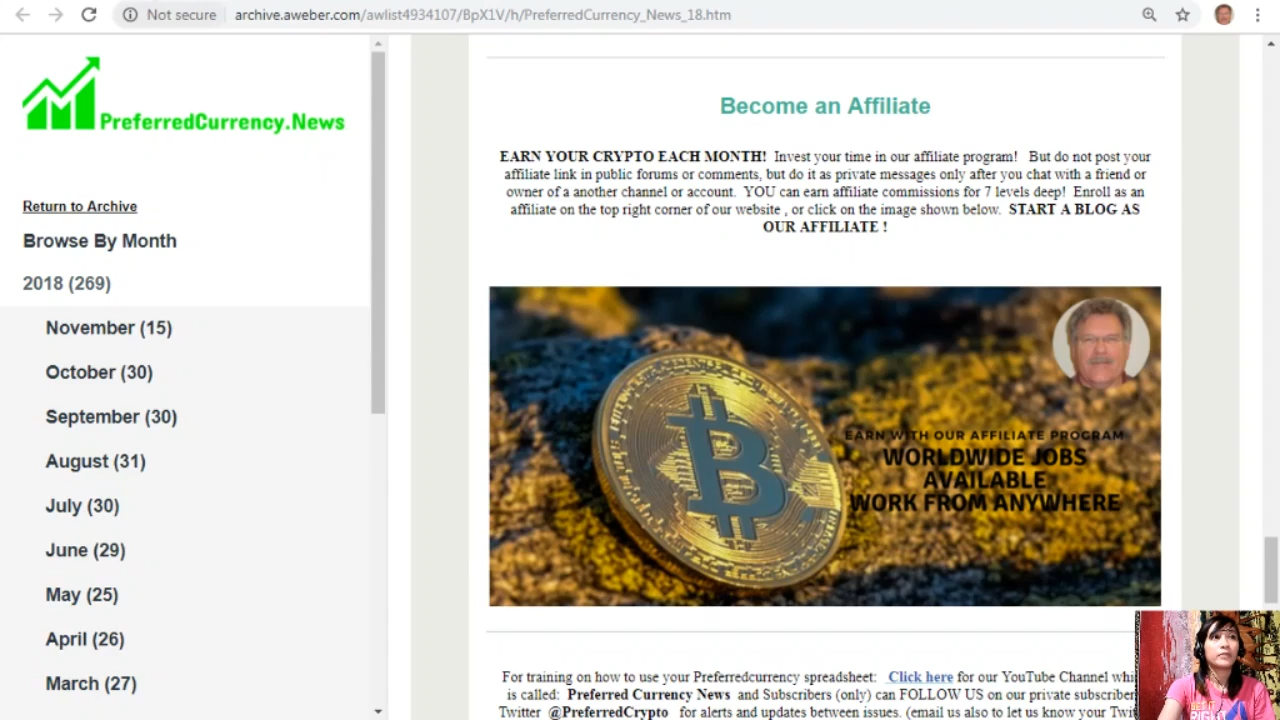 Not secure
archive.aweber.com/awlist4934107/BpX1V/h/PreferredCurrency_News_18.htm
PreferredCurrency.News
Return to Archive
Browse By Month
2018 (269)
November (15)
October (30)
September (30)
August (31)
July (30)
June (29)
May (25)
April (26)
March (27)
Become an Affiliate
EARN YOUR CRYPTO EACH MONTH! Invest your time in our affiliate program! But do not post your
affiliate link in public forums or comments, but do it as private messages only after you chat with a friend or
owner of a another channel or account. YOU can earn affiliate commissions for 7 levels deep! Enroll as an
affiliate on the top right corner of our website , or click on the image shown below. START A BLOG AS
OUR AFFILIATE !
EARN WITH OUR AFFILIATE PROGRAM
WORLDWIDE JOBS
AVAILABLE
WORK FROM ANYWHERE
For training on how to use your Preferredcurrency spreadsheet: Click here for our YouTube Channel whi
is called: Preferred Currency News and Subscribers (only) can FOLLOW US on our private subscriber
Twitter @PreferredCrypto for alerts and updates between issues. (email us also to let us know your Twit
GET IT
RIGH